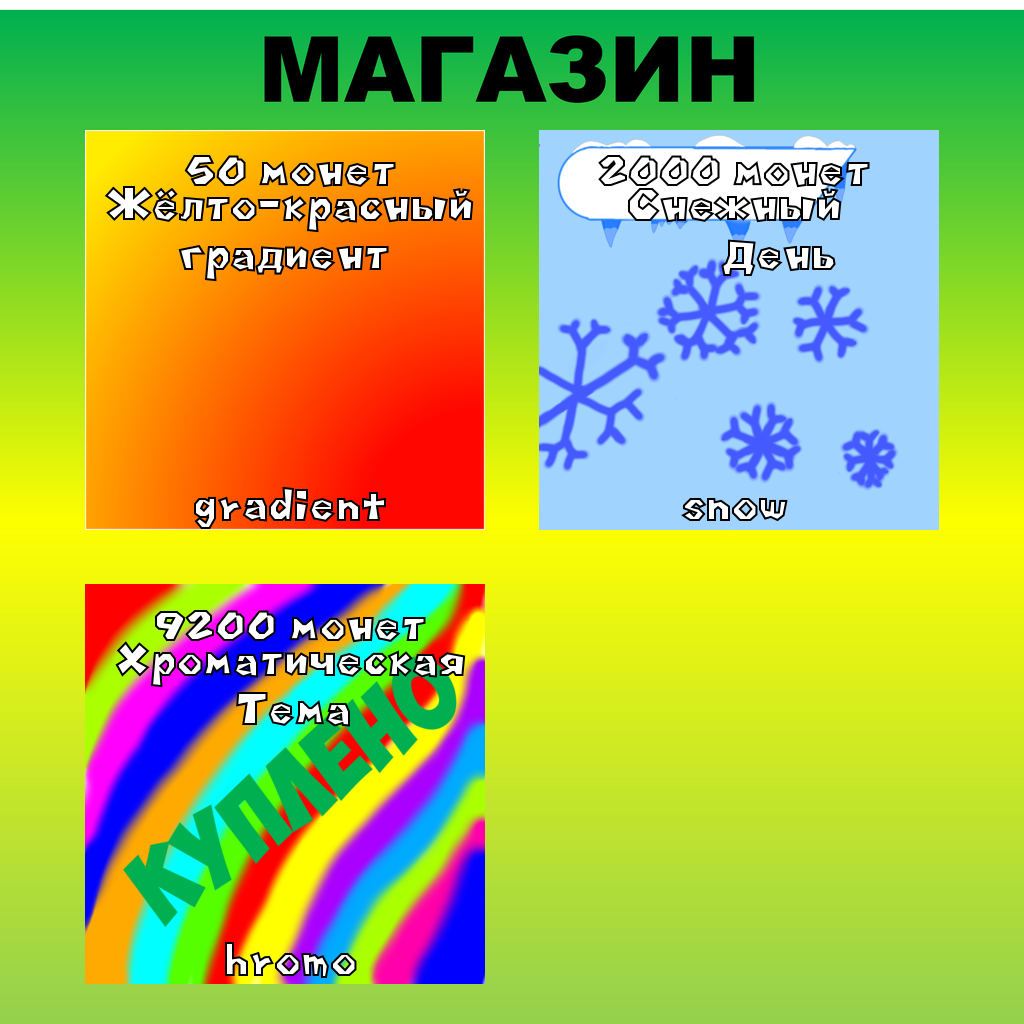 МАГАЗИН
50 монет
Жёлто-красный
градиент
gradient
2000 монет
Снежный
День
snow
9200 монет
Хроматическая
Тема
КУПЛЕНО
hromo